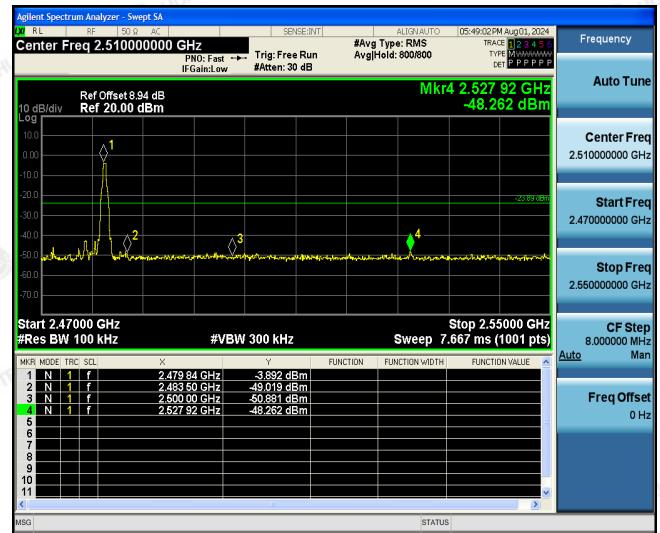 Agilent Spectrum Analyzer - Swept SA
LXI RL RF 50 Ω AC SENSE:INT ALIGNAUTO 05:49:02PM Aug01, 2024
Center Freq 2.510000000 GHz
PNO: Fast
IFGain:Low
Trig: Free Run
#Atten: 30 dB
#Avg Type: RMS
Avg|Hold: 800/800
TRACE 1 2 3 4 5 6
TYPE MWWWWW
DET P P P P P P
Mkr4 2.527 92 GHz
-48.262 dBm
Ref Offset 8.94 dB
Ref 20.00 dBm
10 dB/div
Log
10.0
0.00
-10.0
-20.0
-30.0
-40.0
-50.0
-60.0
-70.0
1
2
3
4
-23.89 dBm
Start 2.47000 GHz Stop 2.55000 GHz
#Res BW 100 kHz #VBW 300 kHz Sweep 7.667 ms (1001 pts)
MKR MODE TRC SCL X Y FUNCTION FUNCTION WIDTH FUNCTION VALUE
1 N 1 f 2.479 84 GHz -3.892 dBm
2 N 1 f 2.483 50 GHz -49.019 dBm
3 N 1 f 2.500 00 GHz -50.881 dBm
4 N 1 f 2.527 92 GHz -48.262 dBm
5
6
7
8
9
10
11
MSG STATUS
Frequency
Auto Tune
Center Freq
2.510000000 GHz
Start Freq
2.470000000 GHz
Stop Freq
2.550000000 GHz
CF Step
8.000000 MHz
Auto Man
Freq Offset
0 Hz